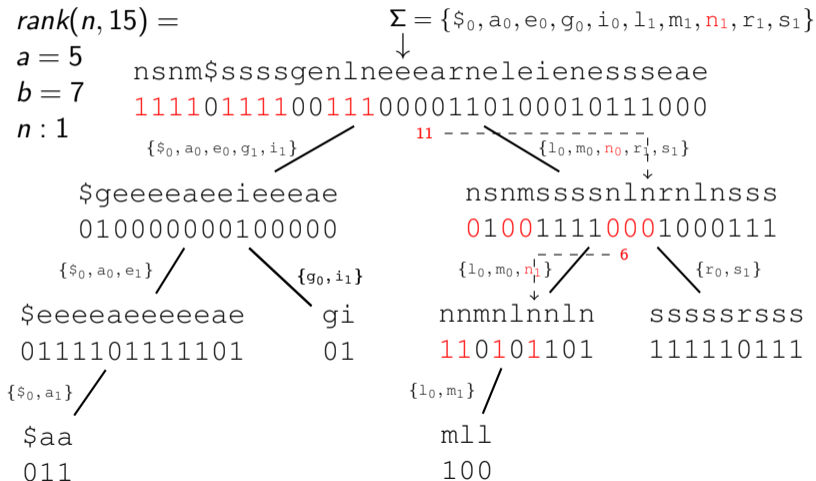 rank(n, 15) =
Σ = {$₀, a₀, e₀, g₀, i₀, l₁, m₁, n₁, r₁, s₁}
a = 5
b = 7
n : 1
nsnm$ssssgenlneeearneleienessseae
111101111001110000110100010111000
11
{$₀, a₀, e₀, g₁, i₁}
{l₀, m₀, n₀, r₁, s₁}
$geeeeaeeieeeae
010000000100000
nsnmssssnlnrnlnsss
010011110001000111
6
{$₀, a₀, e₁}
{g₀, i₁}
{l₀, m₀, n₁}
{r₀, s₁}
$eeeeaeeeeeae
0111101111101
gi
01
nnmnlnnln
110101101
sssssrsss
111110111
{$₀, a₁}
{l₀, m₁}
$aa
011
mll
100